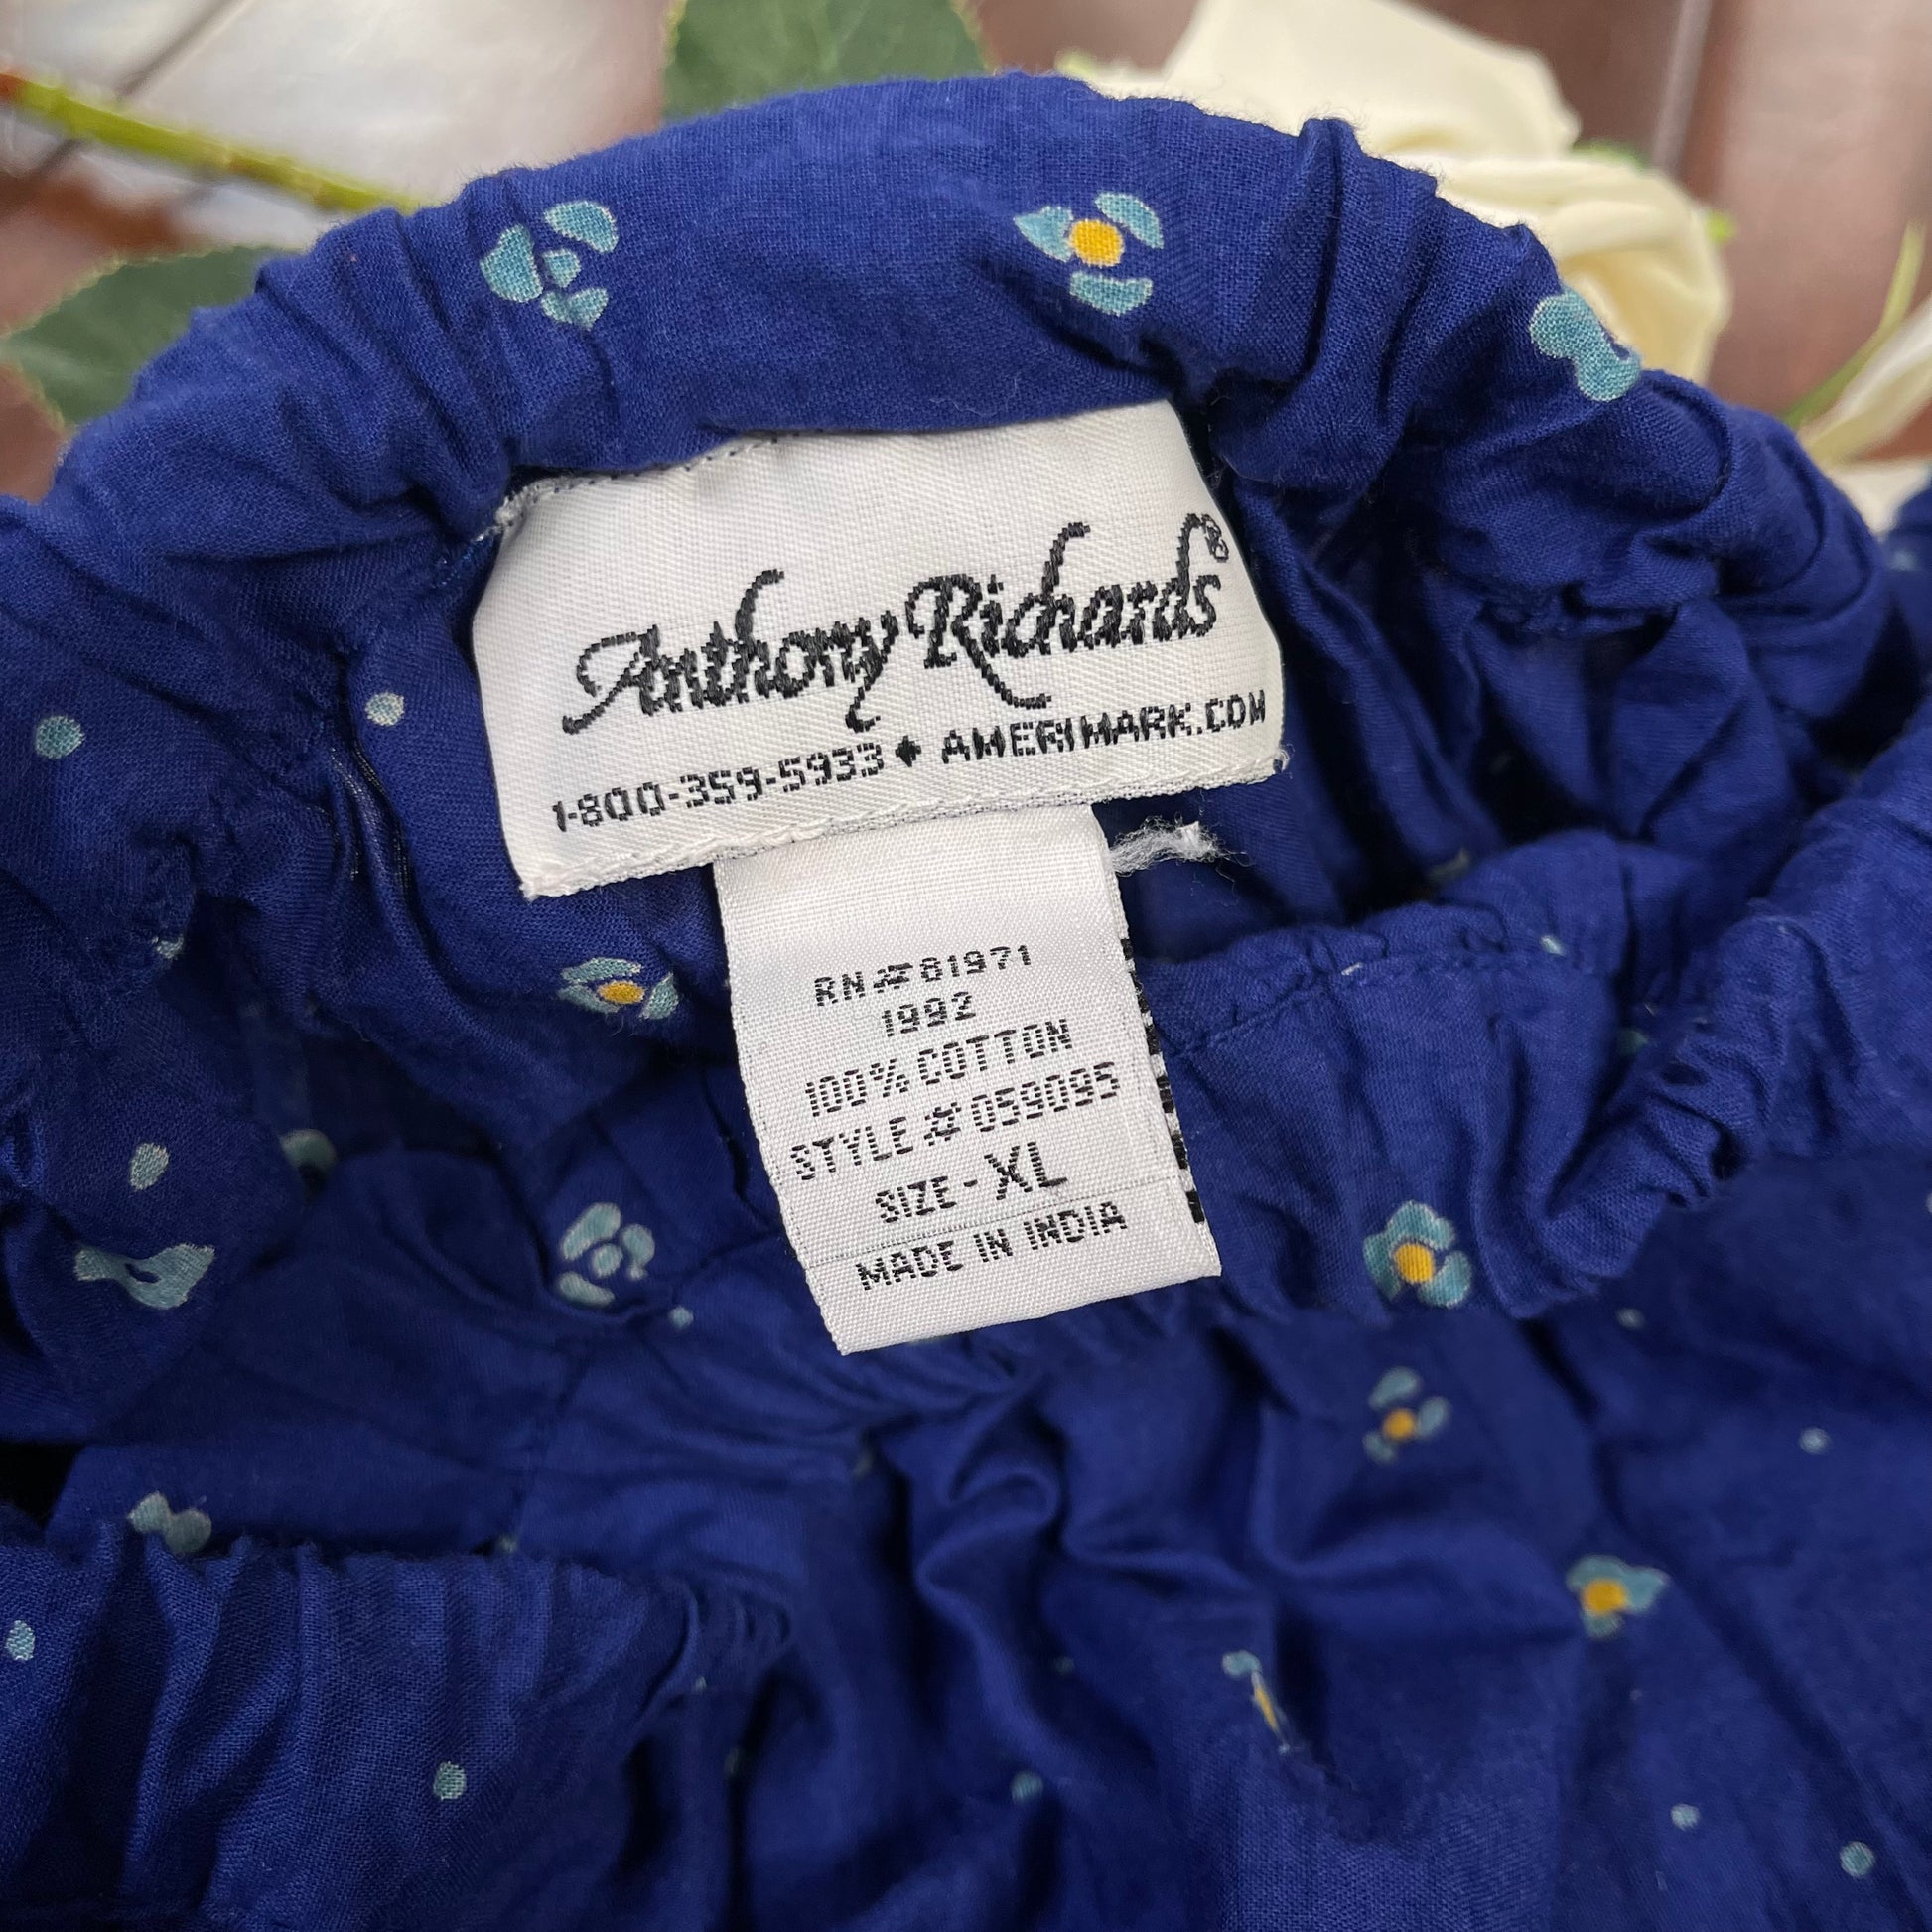 Anthony Richards®
1-800-359-5933 ♦ AMERIMARK.COM
RN#81971
1992
100% COTTON
STYLE #059095
SIZE - XL
MADE IN INDIA